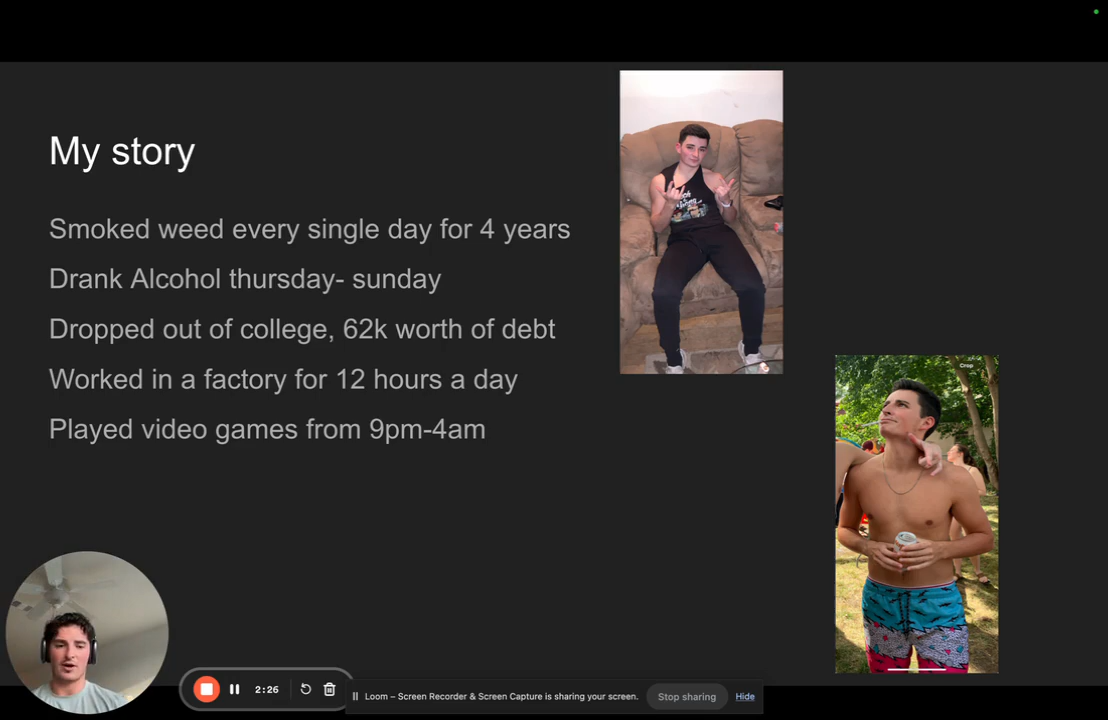 My story
Smoked weed every single day for 4 years
Drank Alcohol thursday- sunday
Dropped out of college, 62k worth of debt
Worked in a factory for 12 hours a day
Played video games from 9pm-4am
Crop
2:26
Loom – Screen Recorder & Screen Capture is sharing your screen.
Stop sharing
Hide